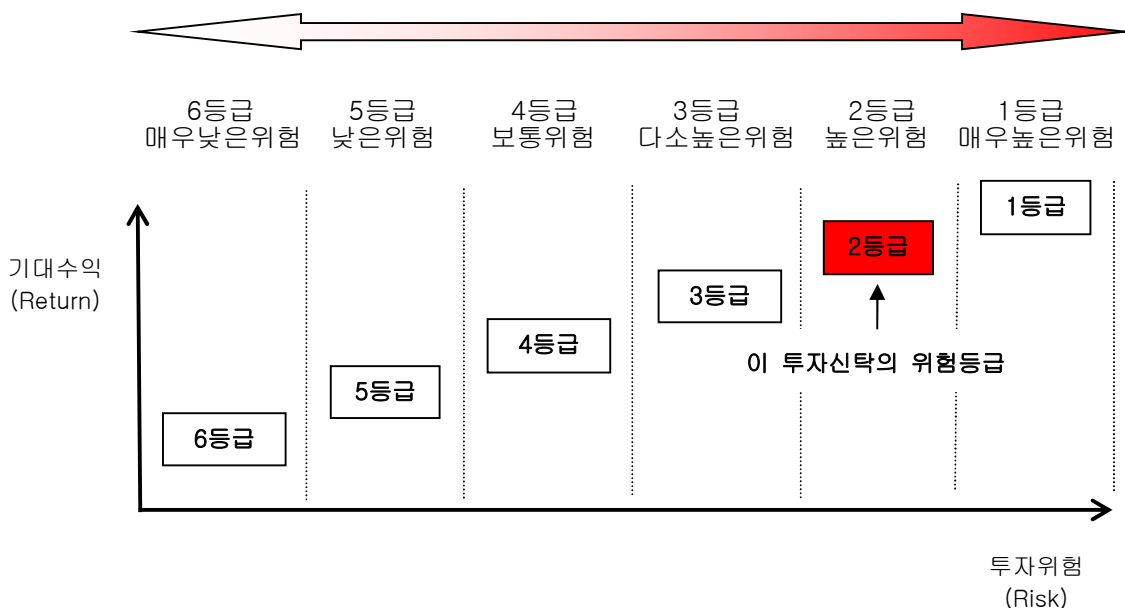 6등급 5등급 4등급 3등급 2등급 1등급
매우낮은위험 낮은위험 보통위험 다소높은위험 높은위험 매우높은위험
1등급
2등급
기대수익
(Return)
3등급
4등급
이 투자신탁의 위험등급
5등급
6등급
투자위험
(Risk)